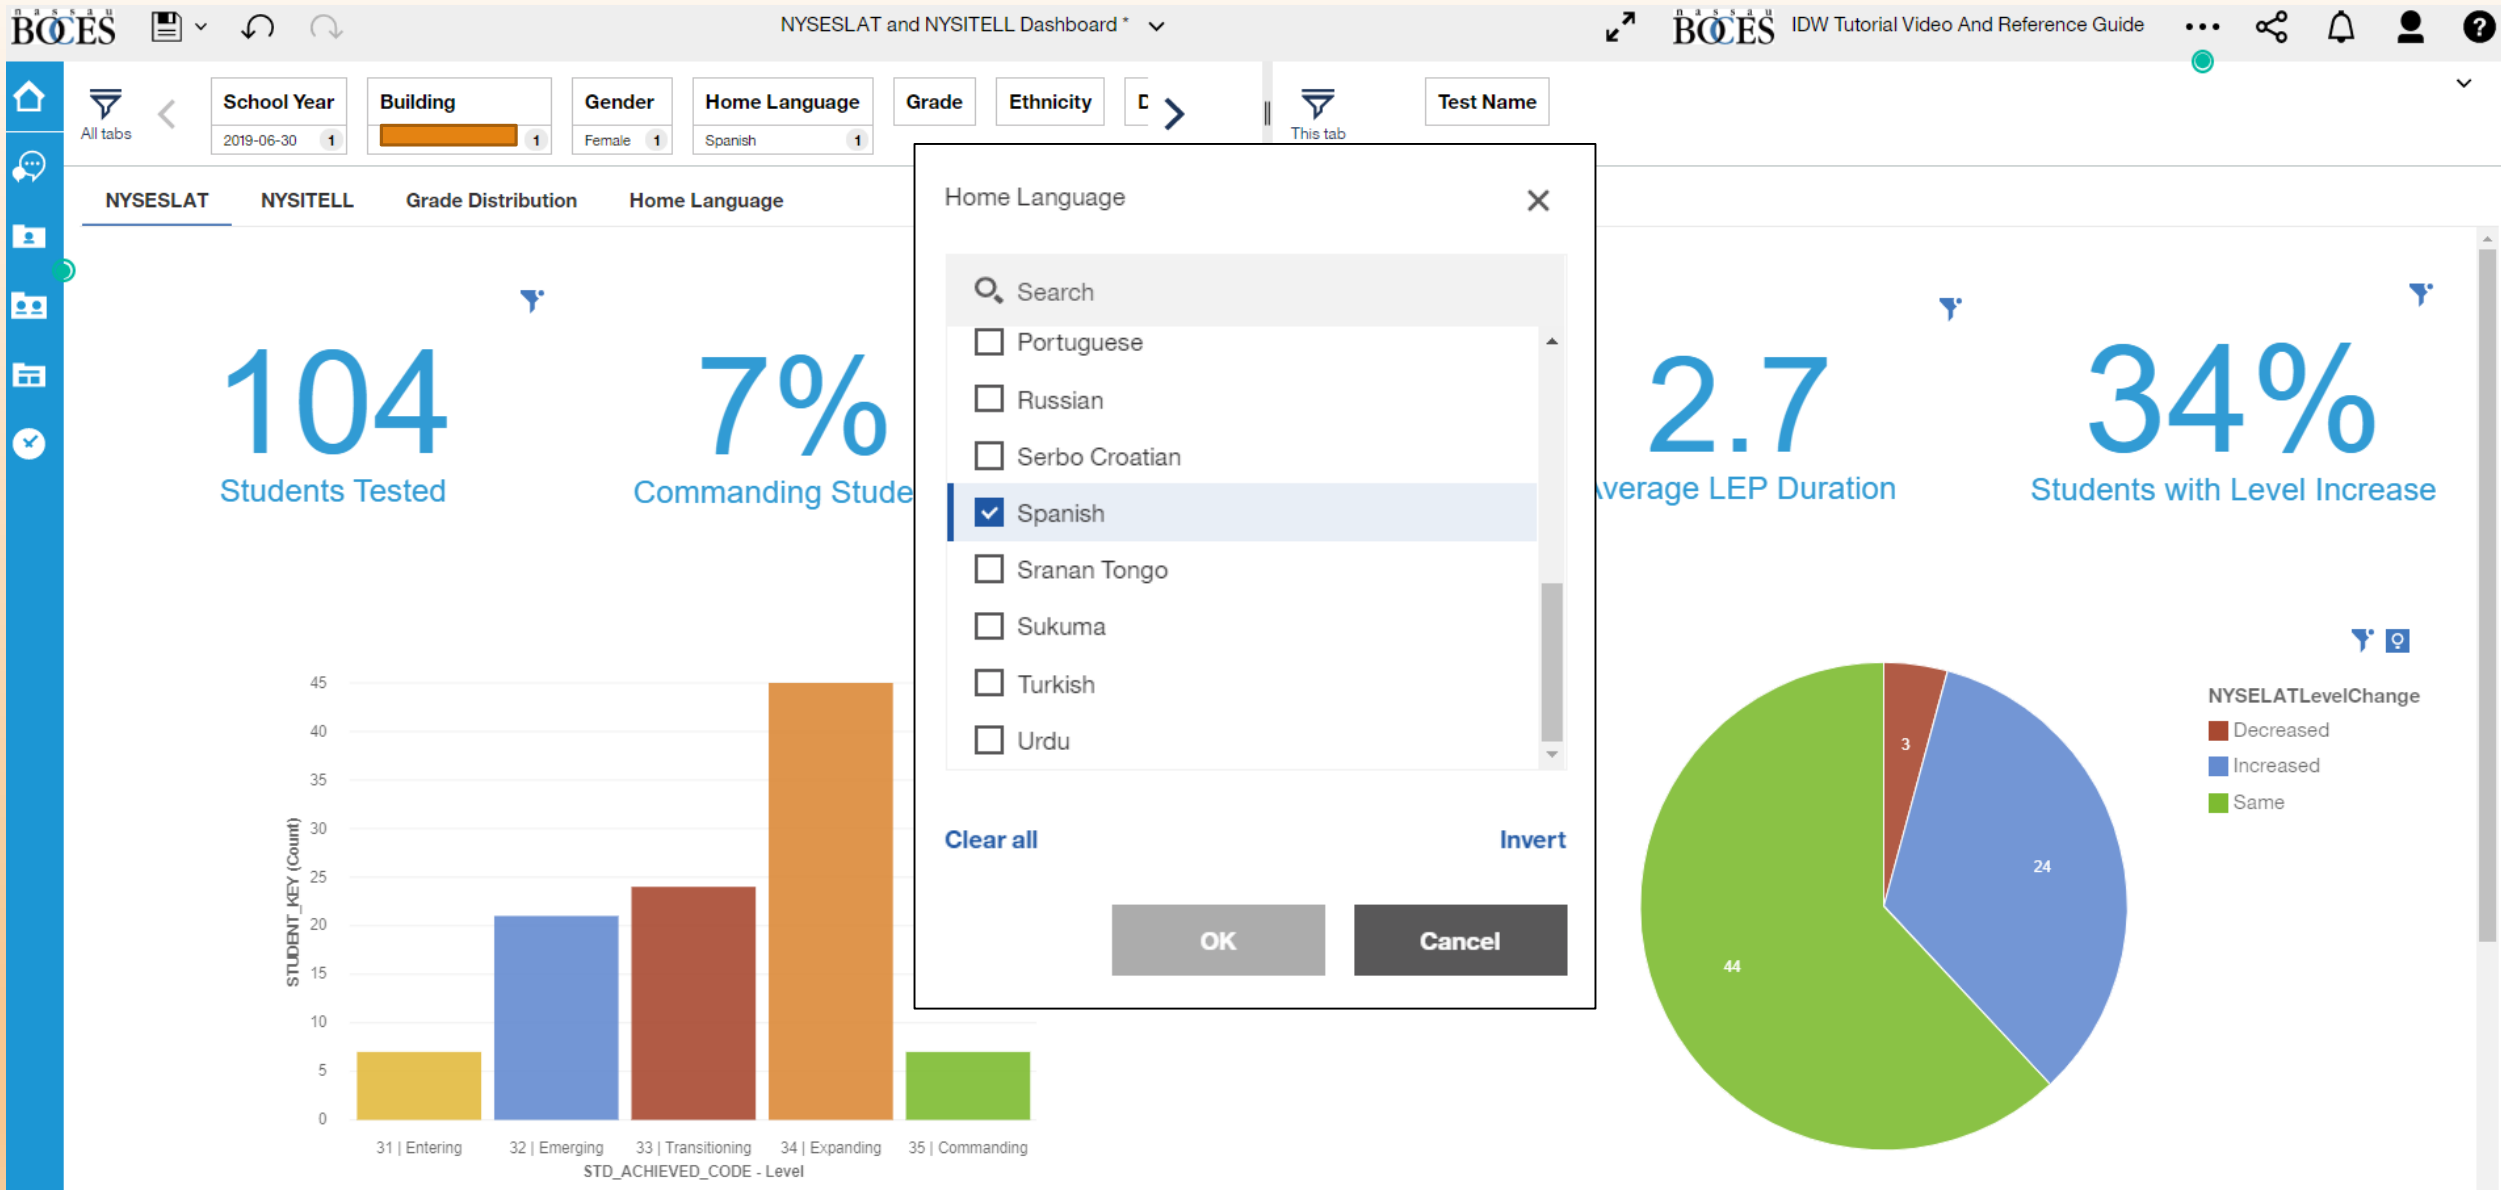 nassau
BOCES
NYSESLAT and NYSITELL Dashboard *
nassau
BOCES
IDW Tutorial Video And Reference Guide
?
All tabs
School Year
2019-06-30 1
Building
1
Gender
Female 1
Home Language
Spanish 1
Grade
Ethnicity
This tab
Test Name
NYSESLAT
NYSITELL
Grade Distribution
Home Language
104
Students Tested
7%
Commanding Stude
2.7
verage LEP Duration
34%
Students with Level Increase
Home Language
Search
Portuguese
Russian
Serbo Croatian
Spanish
Sranan Tongo
Sukuma
Turkish
Urdu
Clear all
Invert
OK
Cancel
STUDENT_KEY (Count)
45
40
35
30
25
20
15
10
5
0
31 | Entering
32 | Emerging
33 | Transitioning
34 | Expanding
35 | Commanding
STD_ACHIEVED_CODE - Level
3
24
44
NYSELATLevelChange
Decreased
Increased
Same